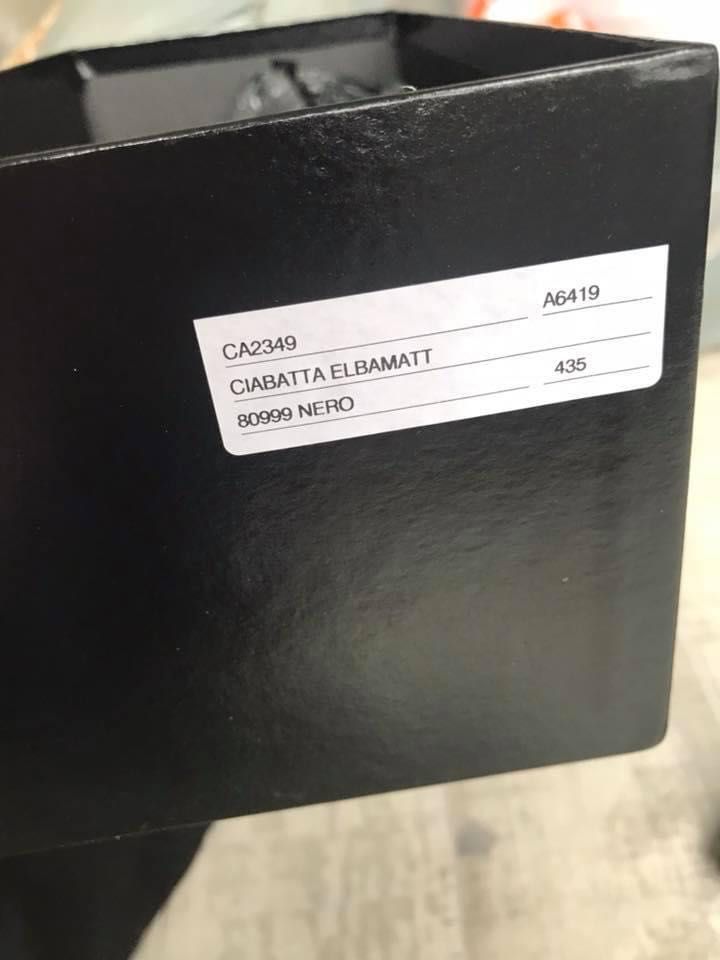 CA2349 A6419
CIABATTA ELBAMATT
80999 NERO 435